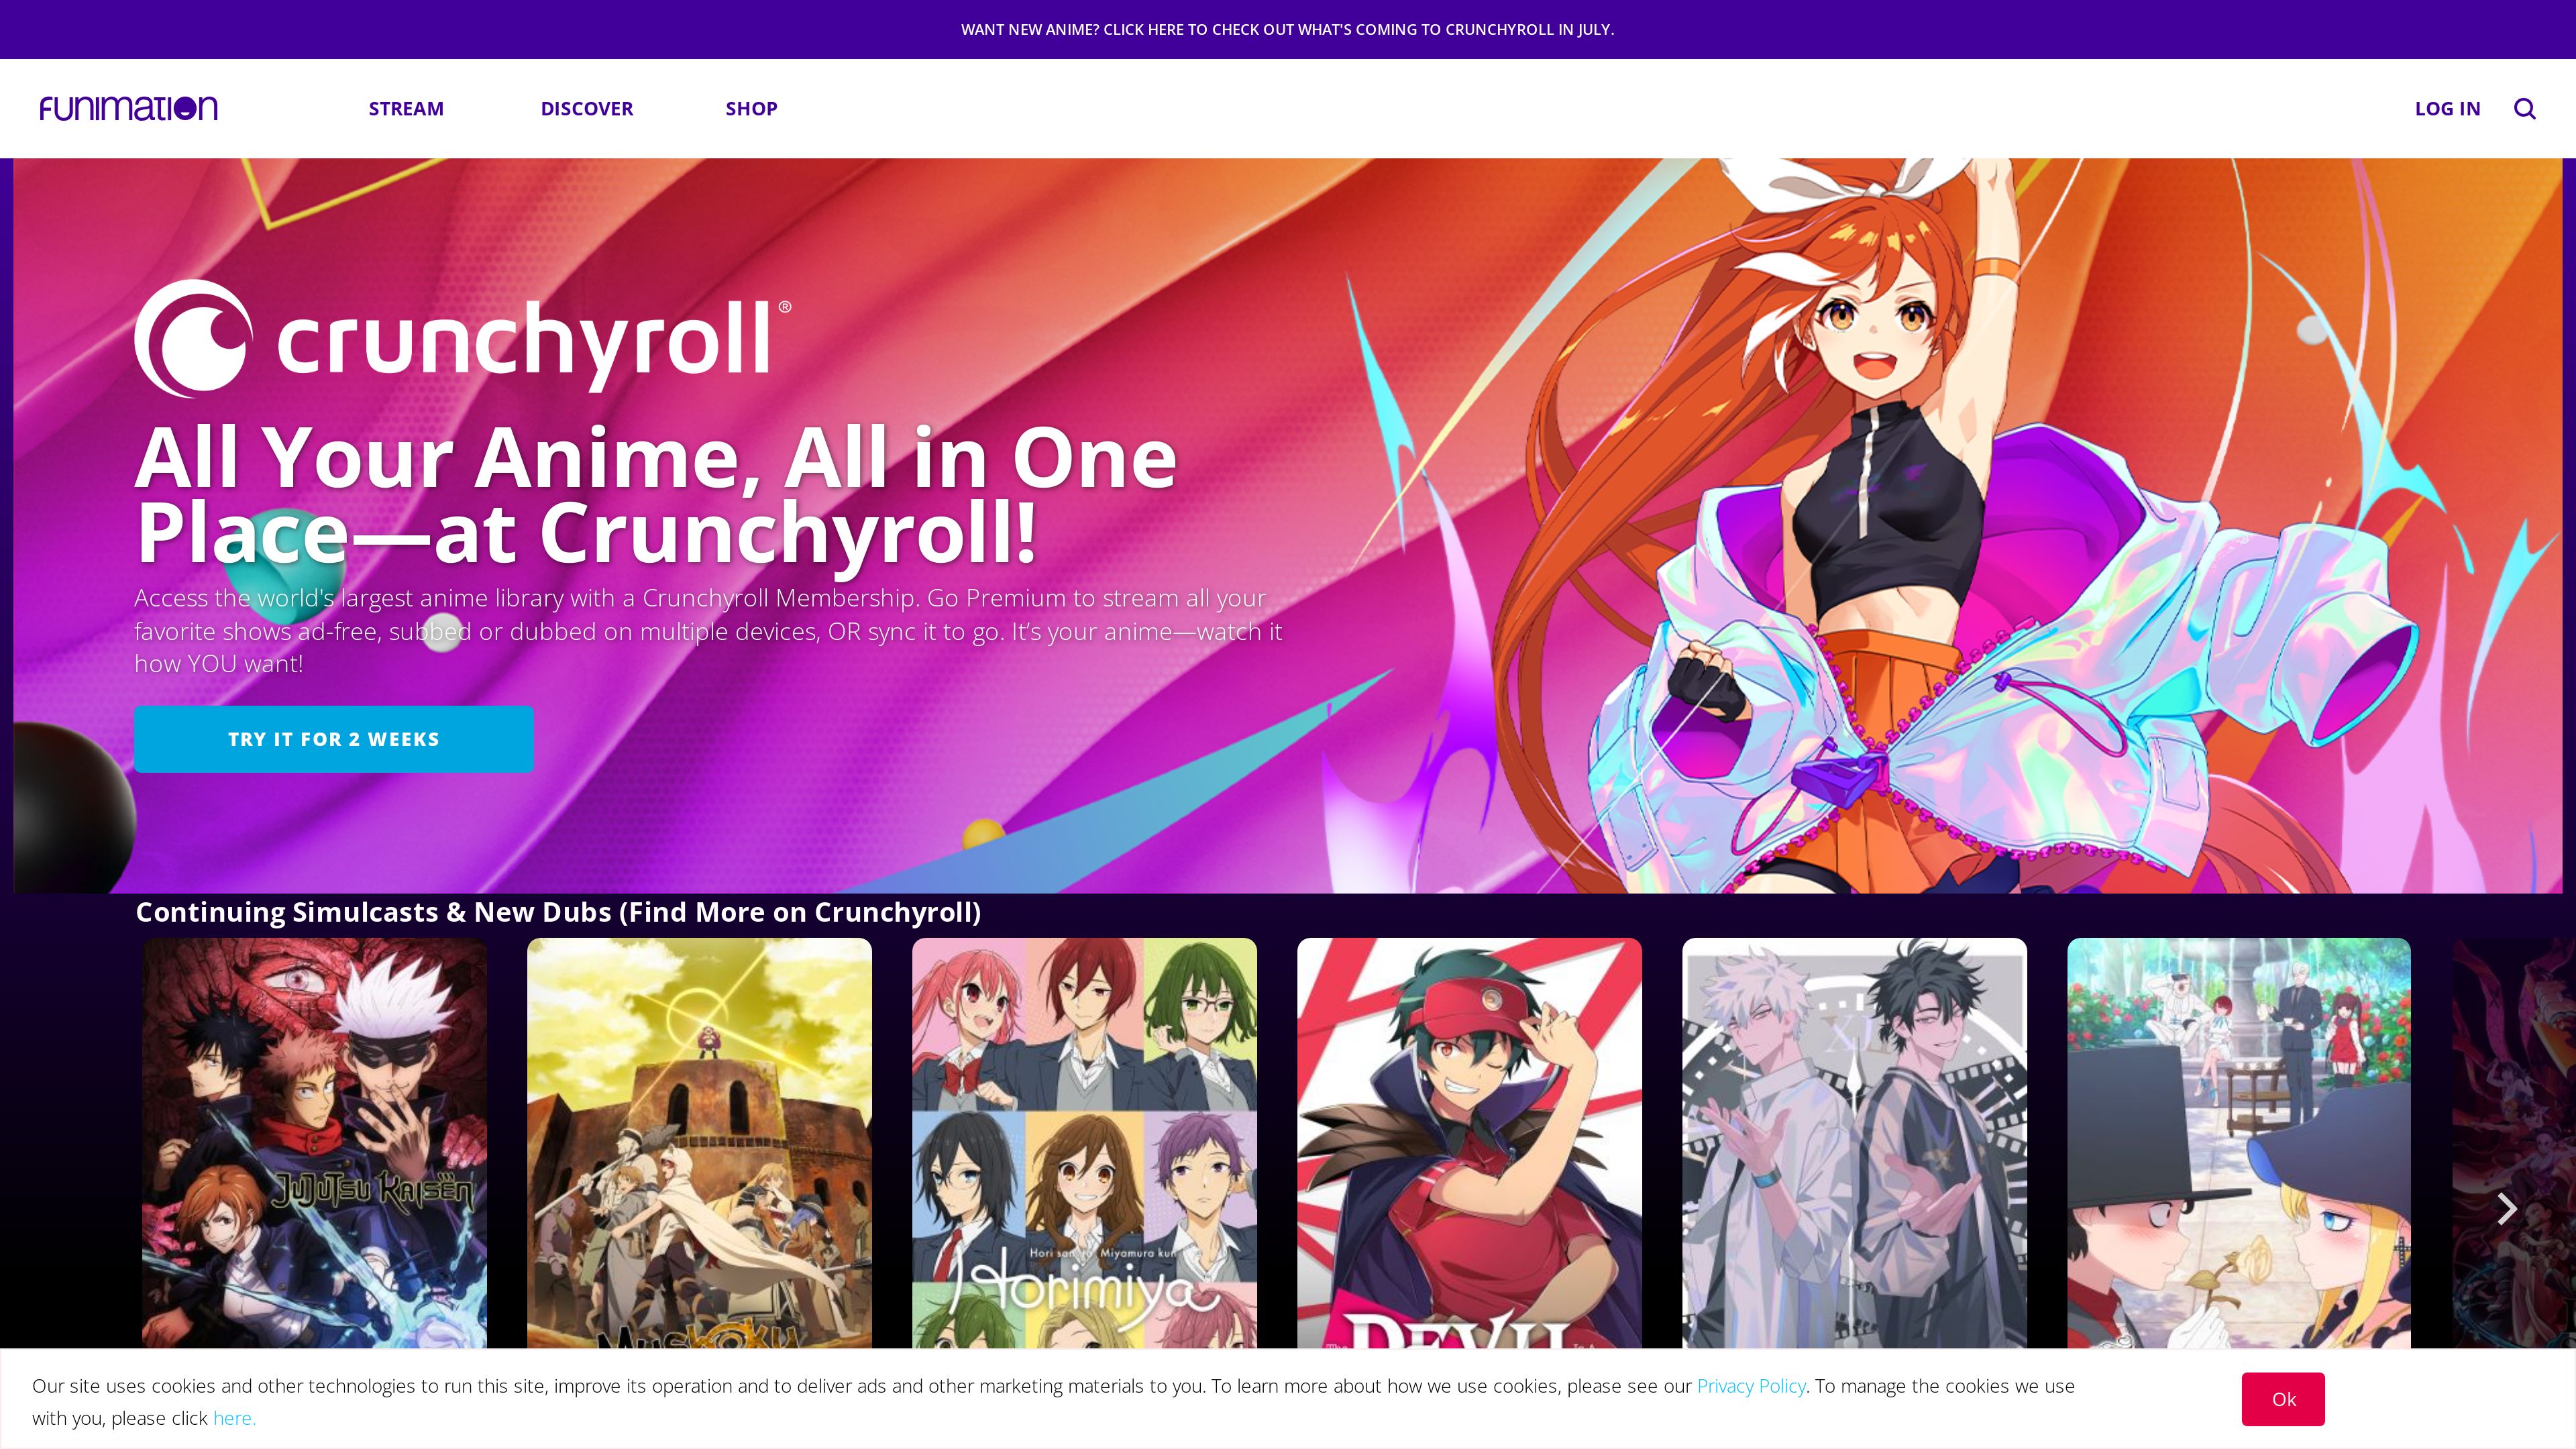 WANT NEW ANIME? CLICK HERE TO CHECK OUT WHAT'S COMING TO CRUNCHYROLL IN JULY.
FUNimation
STREAM
DISCOVER
SHOP
LOG IN
crunchyroll®
All Your Anime, All in One
Place—at Crunchyroll!
Access the world's largest anime library with a Crunchyroll Membership. Go Premium to stream all your
favorite shows ad-free, subbed or dubbed on multiple devices, OR sync it to go. It’s your anime—watch it
how YOU want!
TRY IT FOR 2 WEEKS
Continuing Simulcasts & New Dubs (Find More on Crunchyroll)
JUJUTSU KAISEN
Hori san to Miyamura kun
Horimiya
DEVIL
Our site uses cookies and other technologies to run this site, improve its operation and to deliver ads and other marketing materials to you. To learn more about how we use cookies, please see our Privacy Policy. To manage the cookies we use
with you, please click here.
Ok